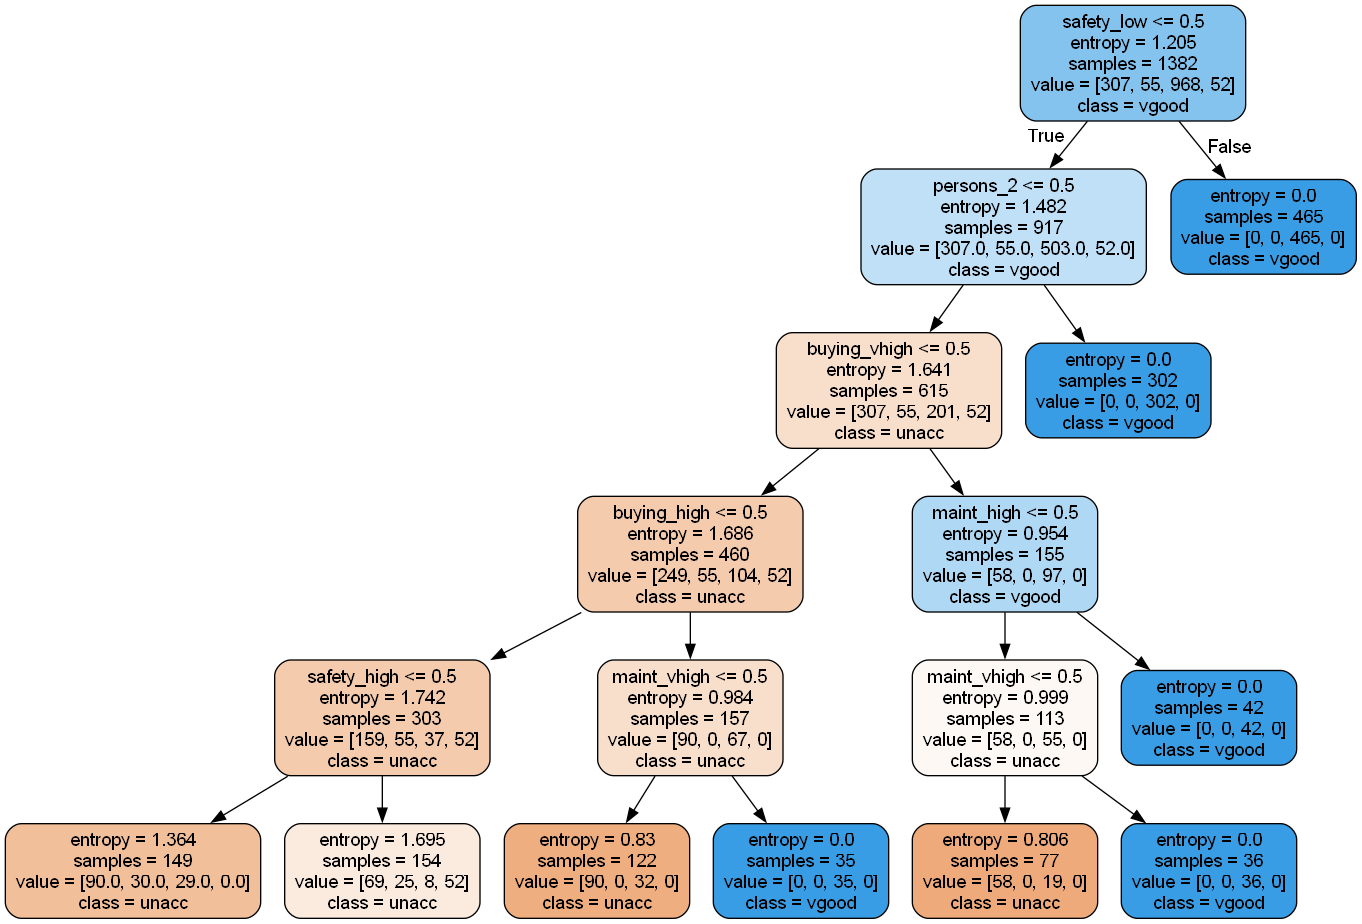 safety_low <= 0.5
entropy = 1.205
samples = 1382
value = [307, 55, 968, 52]
class = vgood
True
False
persons_2 <= 0.5
entropy = 1.482
samples = 917
value = [307.0, 55.0, 503.0, 52.0]
class = vgood
entropy = 0.0
samples = 465
value = [0, 0, 465, 0]
class = vgood
buying_vhigh <= 0.5
entropy = 1.641
samples = 615
value = [307, 55, 201, 52]
class = unacc
entropy = 0.0
samples = 302
value = [0, 0, 302, 0]
class = vgood
buying_high <= 0.5
entropy = 1.686
samples = 460
value = [249, 55, 104, 52]
class = unacc
maint_high <= 0.5
entropy = 0.954
samples = 155
value = [58, 0, 97, 0]
class = vgood
safety_high <= 0.5
entropy = 1.742
samples = 303
value = [159, 55, 37, 52]
class = unacc
maint_vhigh <= 0.5
entropy = 0.984
samples = 157
value = [90, 0, 67, 0]
class = unacc
maint_vhigh <= 0.5
entropy = 0.999
samples = 113
value = [58, 0, 55, 0]
class = unacc
entropy = 0.0
samples = 42
value = [0, 0, 42, 0]
class = vgood
entropy = 1.364
samples = 149
value = [90.0, 30.0, 29.0, 0.0]
class = unacc
entropy = 1.695
samples = 154
value = [69, 25, 8, 52]
class = unacc
entropy = 0.83
samples = 122
value = [90, 0, 32, 0]
class = unacc
entropy = 0.0
samples = 35
value = [0, 0, 35, 0]
class = vgood
entropy = 0.806
samples = 77
value = [58, 0, 19, 0]
class = unacc
entropy = 0.0
samples = 36
value = [0, 0, 36, 0]
class = vgood